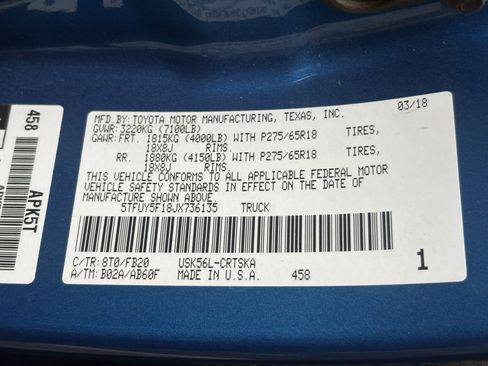 MFD.BY:TOYOTA MOTOR MANUFACTURING, TEXAS, INC. 03/18
GVWR: 3220KG (7100LB)
GAWR: FRT. 1815KG (4000LB) WITH P275/65R18 TIRES,
18X8J RIMS.
RR. 1880KG (4150LB) WITH P275/65R18 TIRES,
18X8J RIMS.
THIS VEHICLE CONFORMS TO ALL APPLICABLE FEDERAL MOTOR
VEHICLE SAFETY STANDARDS IN EFFECT ON THE DATE OF
MANUFACTURE SHOWN ABOVE.
5TFUY5F18JX736135 TRUCK
C/TR: 8T0/FB20 USK56L-CRTSKA
A/TM: B02A/AB60F MADE IN U.S.A. 458 1
458
APK5T